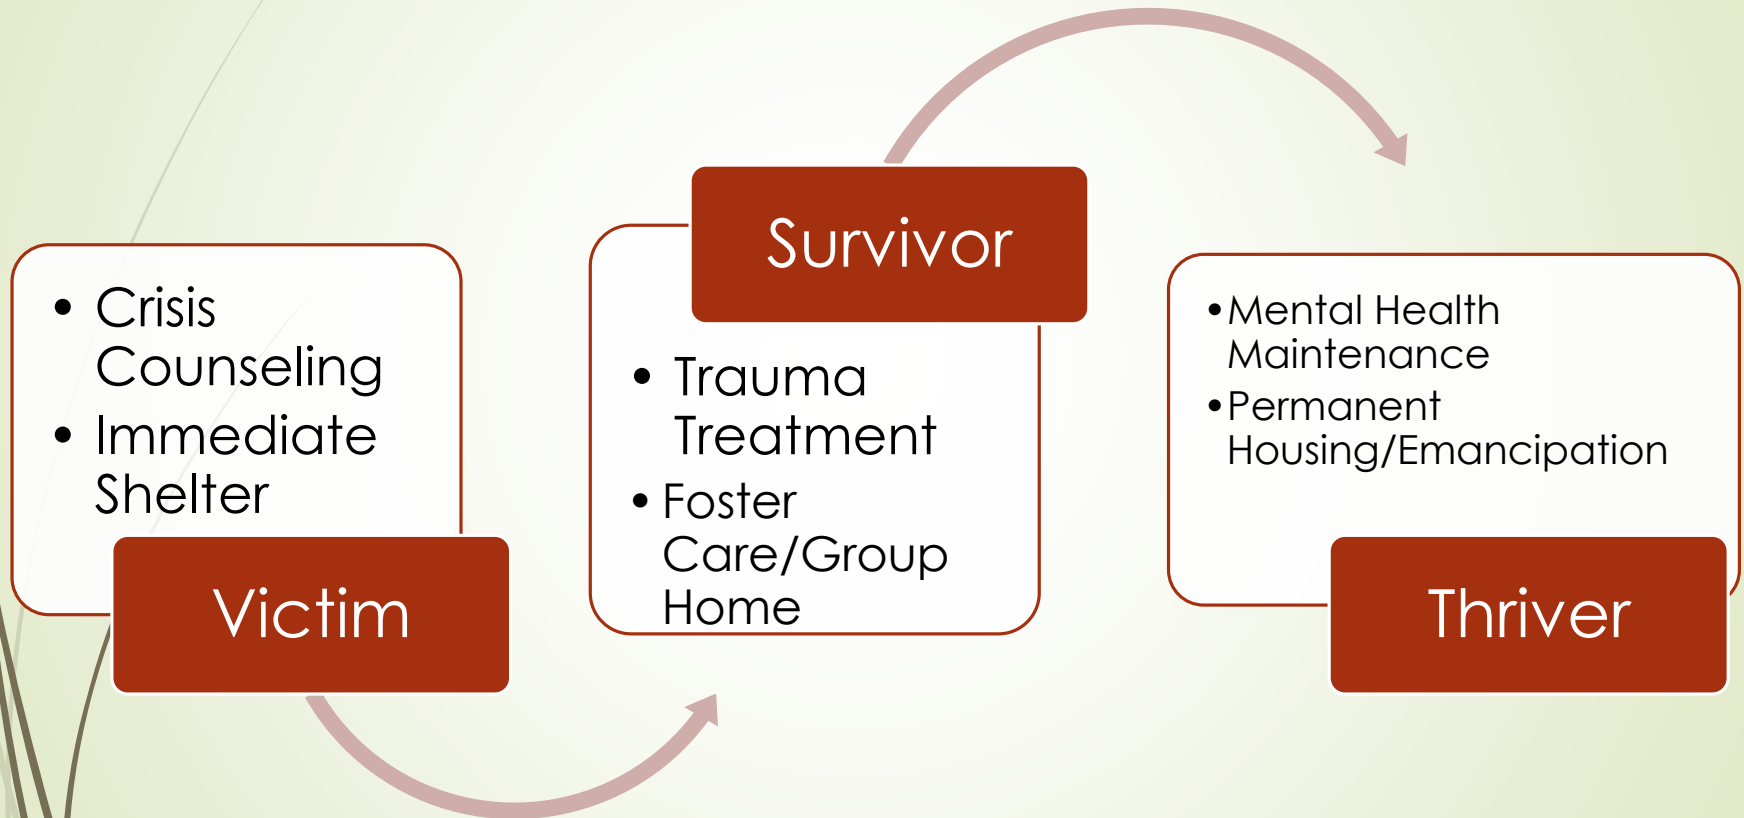 • Crisis
Counseling
• Immediate
Shelter
Victim
Survivor
• Trauma
Treatment
• Foster
Care/Group
Home
•Mental Health
Maintenance
•Permanent
Housing/Emancipation
Thriver